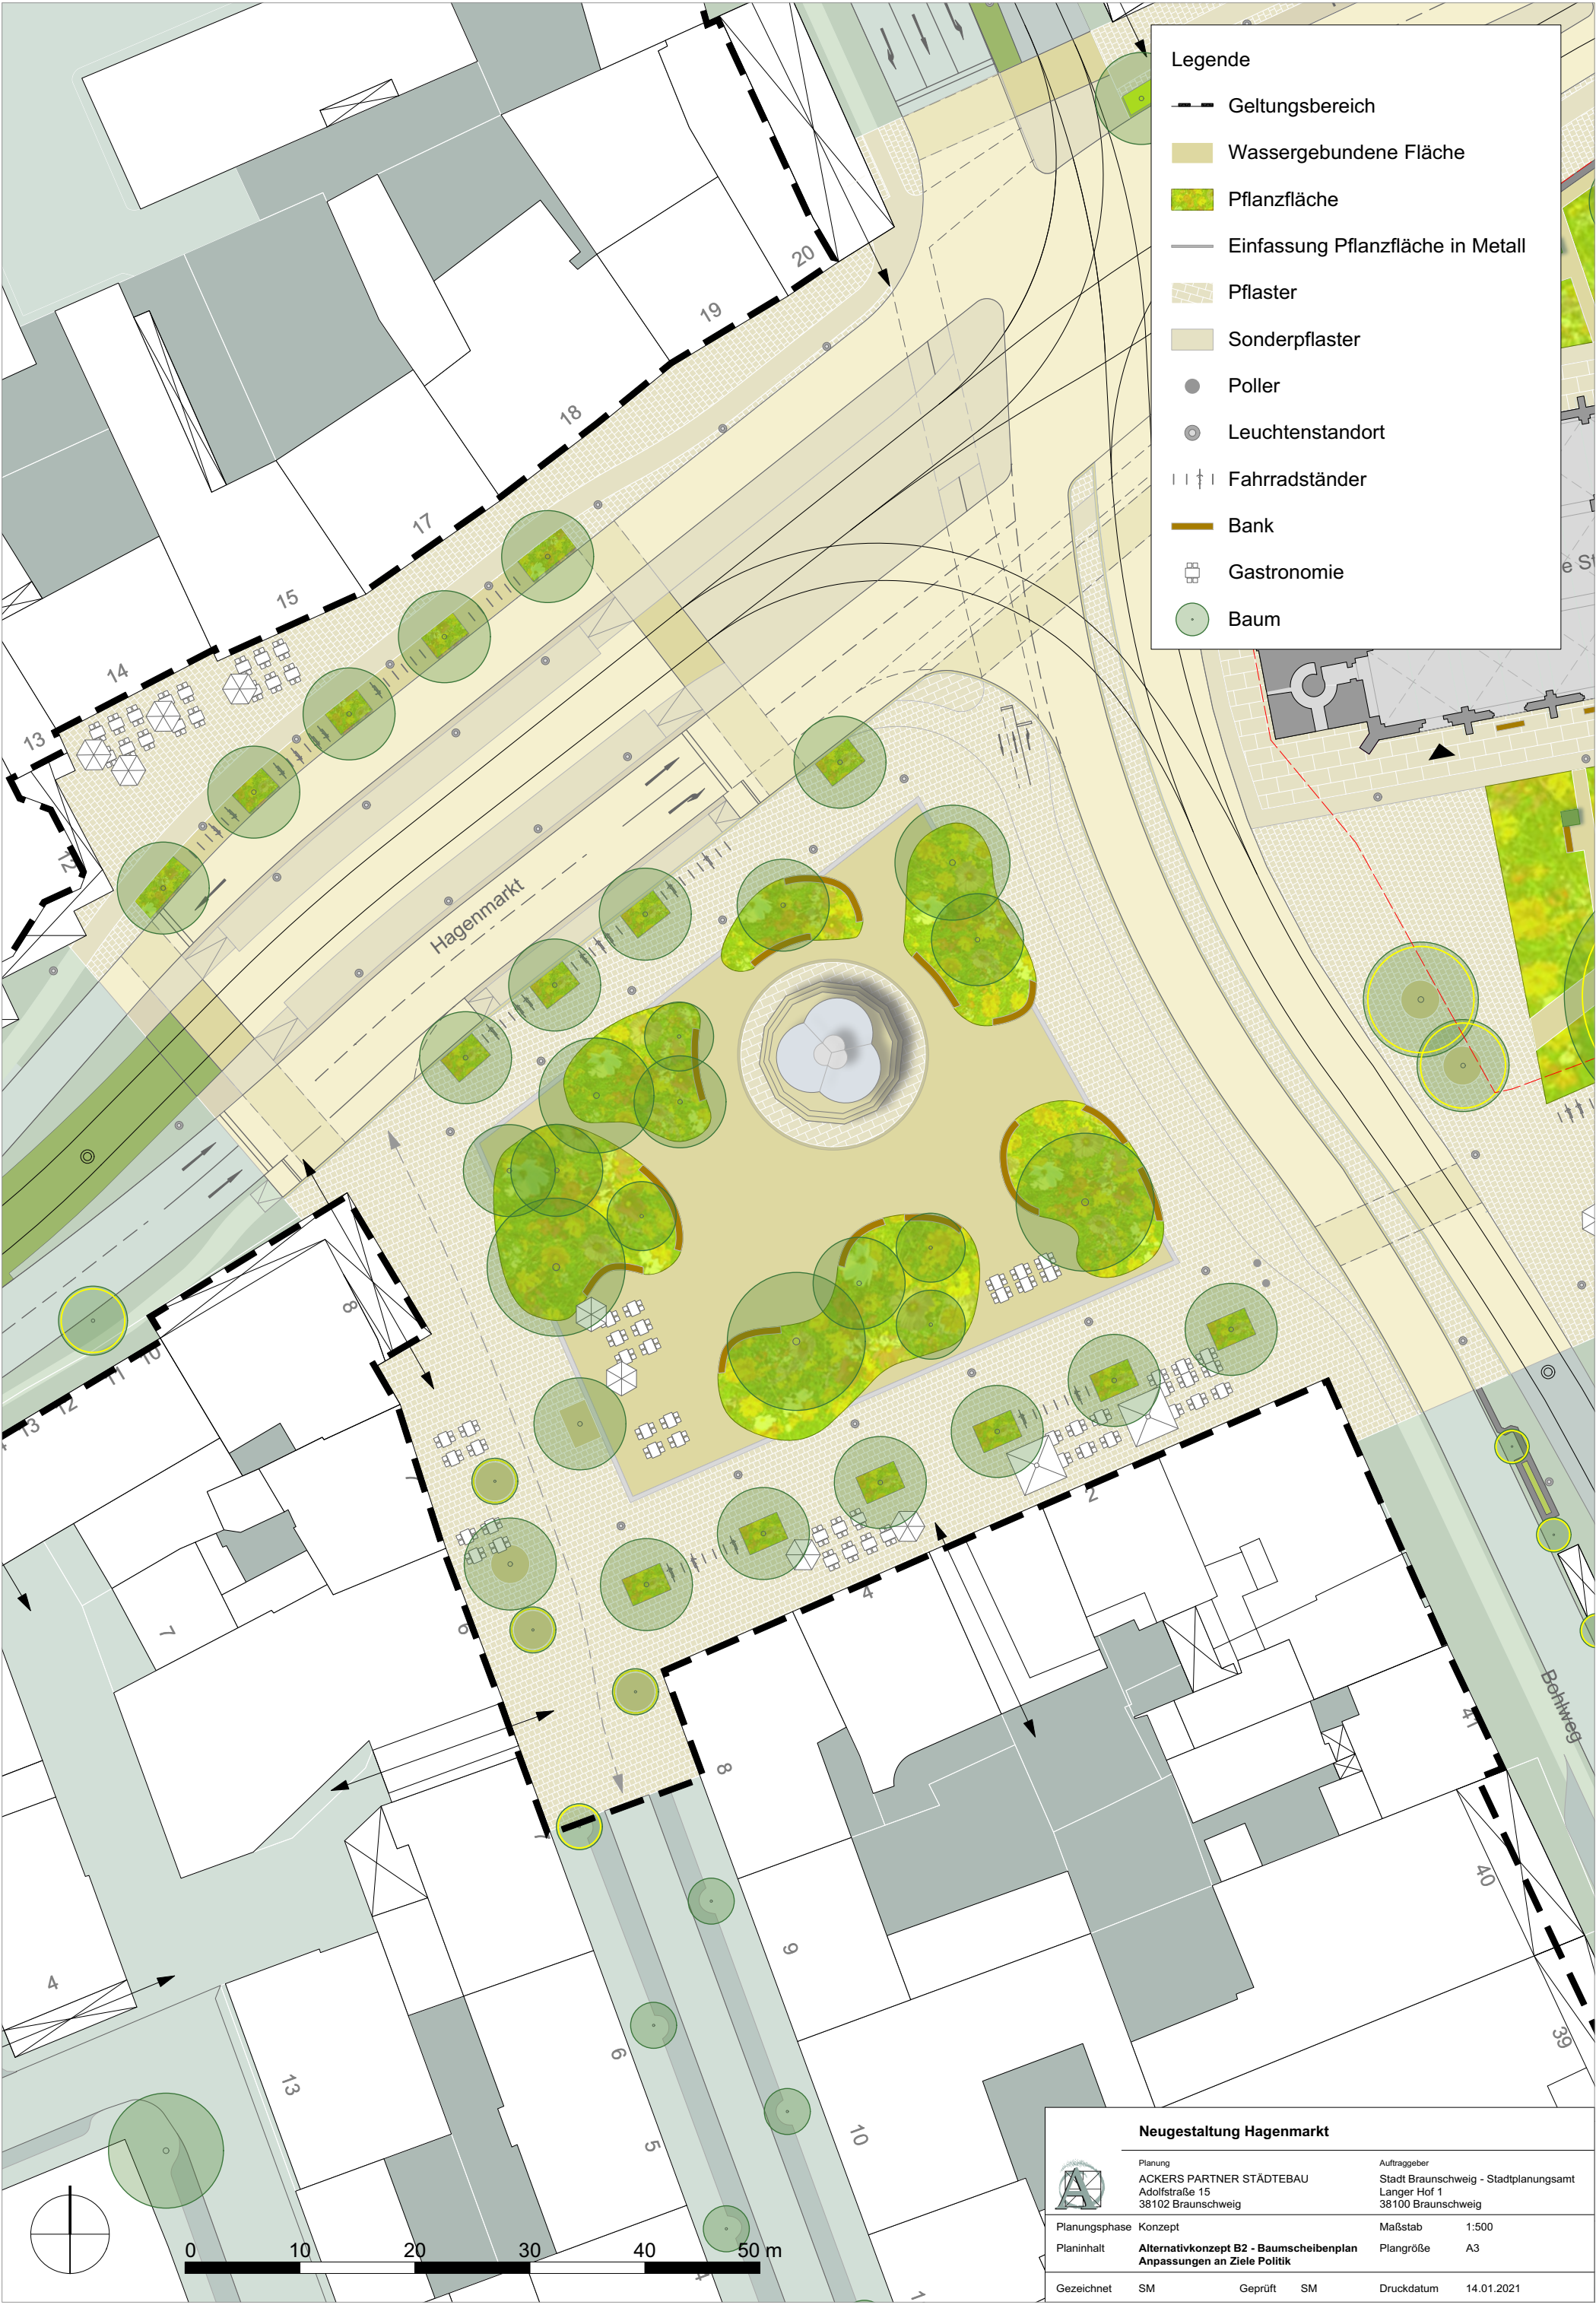 Legende
Geltungsbereich
Wassergebundene Fläche
Pflanzfläche
Einfassung Pflanzfläche in Metall
Pflaster
Sonderpflaster
Poller
Leuchtenstandort
Fahrradständer
Bank
Gastronomie
Baum
e St
20
19
18
17
15
14
13
12
Hagenmarkt
8
10
11
12
13
7
6
7
2
4
8
7
41
Bohlweg
40
39
9
10
6
5
4
13
4
1
0 10 20 30 40 50 m
Neugestaltung Hagenmarkt
Planung
ACKERS PARTNER STÄDTEBAU
Adolfstraße 15
38102 Braunschweig
Auftraggeber
Stadt Braunschweig - Stadtplanungsamt
Langer Hof 1
38100 Braunschweig
Planungsphase Konzept
Maßstab 1:500
Planinhalt Alternativkonzept B2 - Baumscheibenplan
Anpassungen an Ziele Politik
Plangröße A3
Gezeichnet SM Geprüft SM Druckdatum 14.01.2021